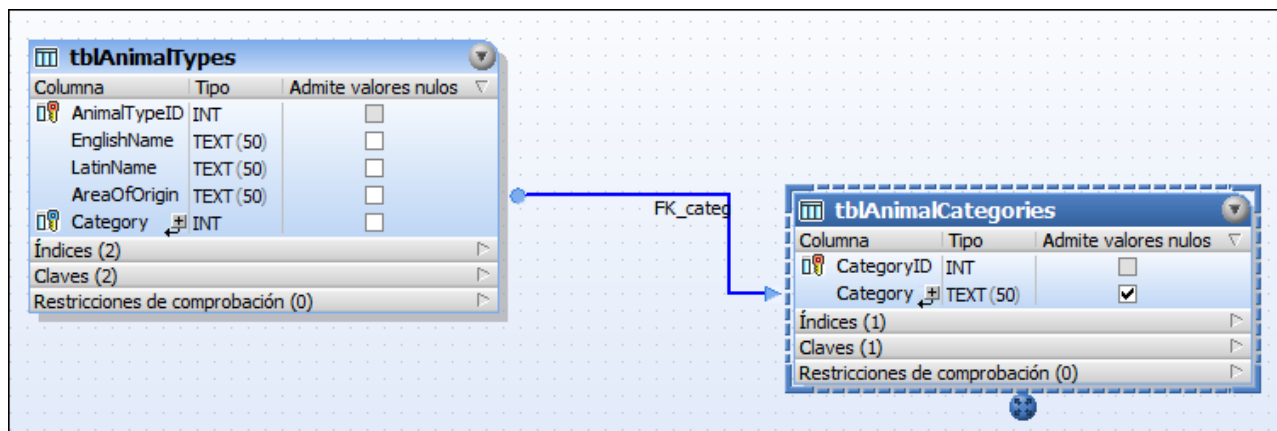 tblAnimalTypes
Columna Tipo Admite valores nulos
AnimalTypeID INT
EnglishName TEXT (50)
LatinName TEXT (50)
AreaOfOrigin TEXT (50)
Category INT
Índices (2)
Claves (2)
Restricciones de comprobación (0)
FK_categ
tblAnimalCategories
Columna Tipo Admite valores nulos
CategoryID INT
Category TEXT (50)
Índices (1)
Claves (1)
Restricciones de comprobación (0)